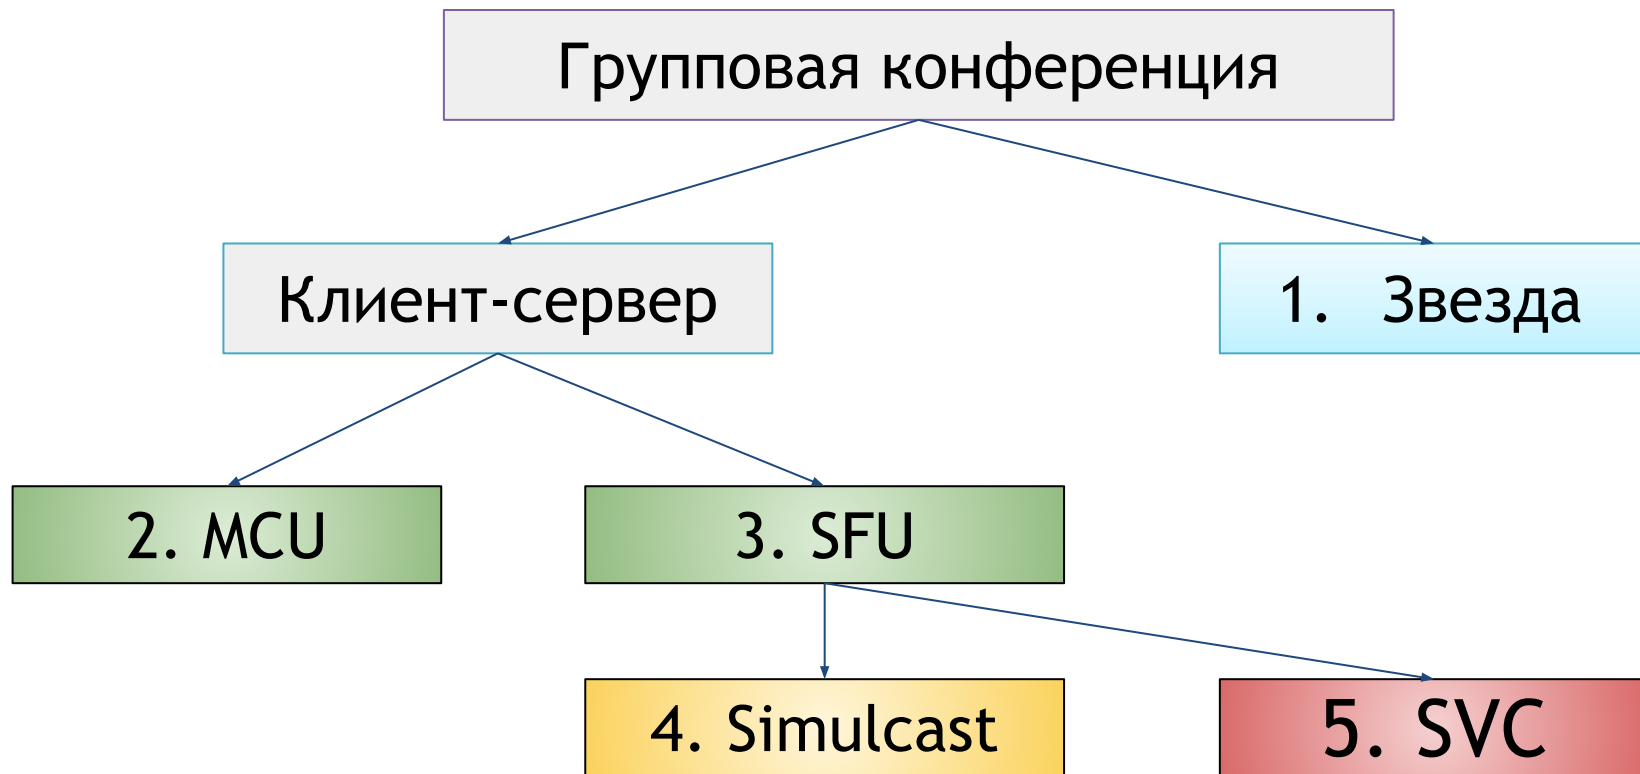 Групповая конференция
Клиент-сервер
1. Звезда
2. MCU
3. SFU
4. Simulcast
5. SVC